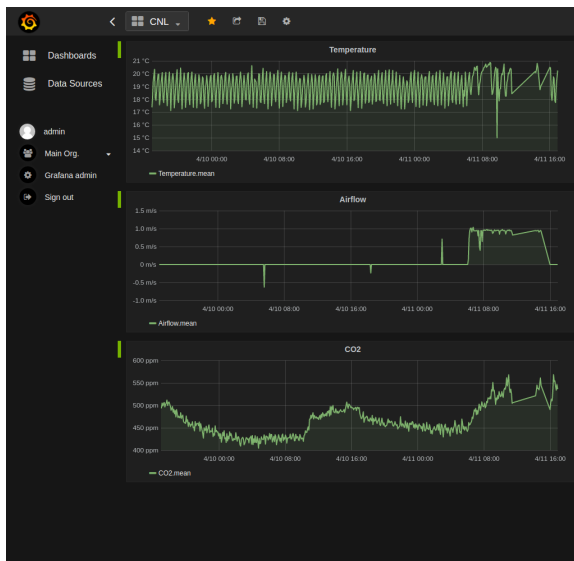 CNL
Dashboards
Data Sources
admin
Main Org.
Grafana admin
Sign out
Temperature
21 °C
20 °C
19 °C
18 °C
17 °C
16 °C
15 °C
14 °C
4/10 00:00 4/10 08:00 4/10 16:00 4/11 00:00 4/11 08:00 4/11 16:00
Temperature.mean
Airflow
1.5 m/s
1.0 m/s
0.5 m/s
0 m/s
-0.5 m/s
-1.0 m/s
4/10 00:00 4/10 08:00 4/10 16:00 4/11 00:00 4/11 08:00 4/11 16:00
Airflow.mean
CO2
600 ppm
550 ppm
500 ppm
450 ppm
400 ppm
4/10 00:00 4/10 08:00 4/10 16:00 4/11 00:00 4/11 08:00 4/11 16:00
CO2.mean